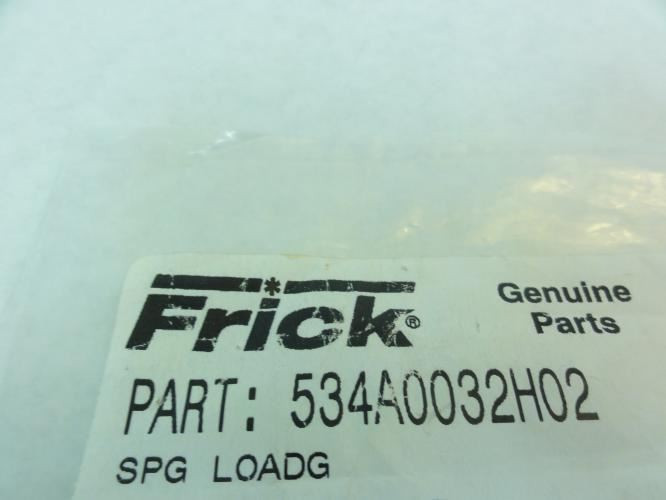 Frick®
Genuine
Parts
PART: 534A0032H02
SPG LOADG